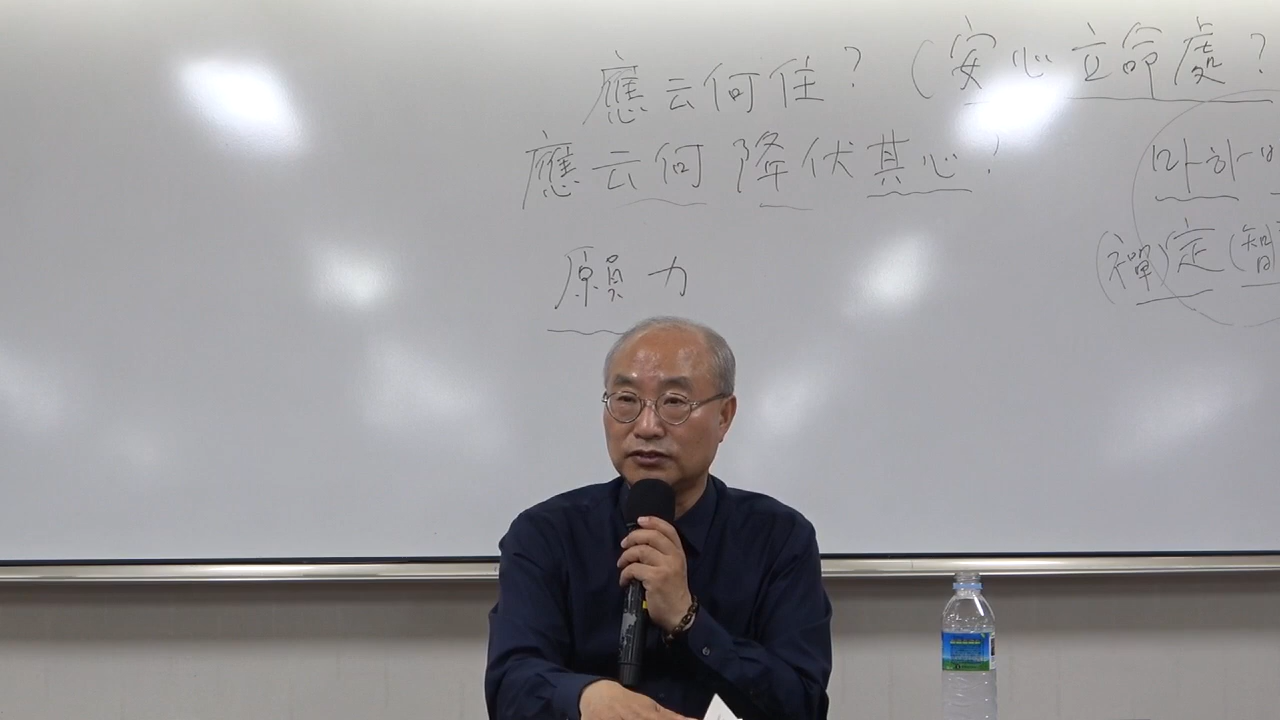 應云何住? (安心立命處?
應云何 降伏其心?
마하
願力
(禪)定(智